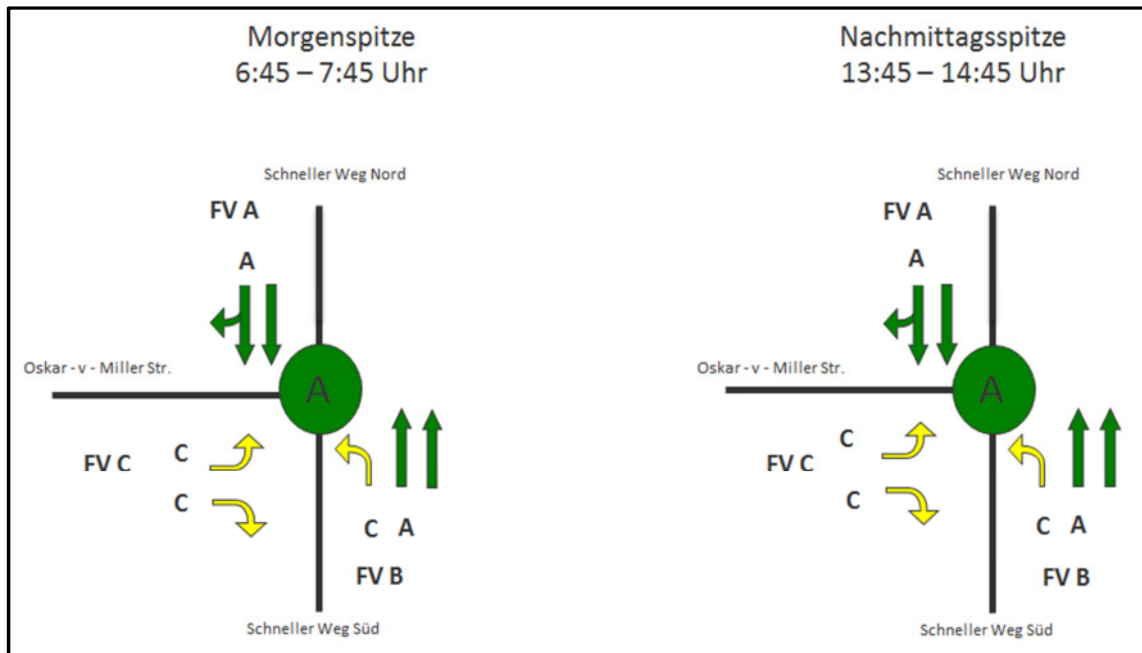 Morgenspitze
6:45 – 7:45 Uhr
Schneller Weg Nord
FV A
A
Oskar - v - Miller Str.
A
FV C
C
C
C A
FV B
Schneller Weg Süd
Nachmittagsspitze
13:45 – 14:45 Uhr
Schneller Weg Nord
FV A
A
Oskar - v - Miller Str.
A
C
FV C
C
C A
FV B
Schneller Weg Süd